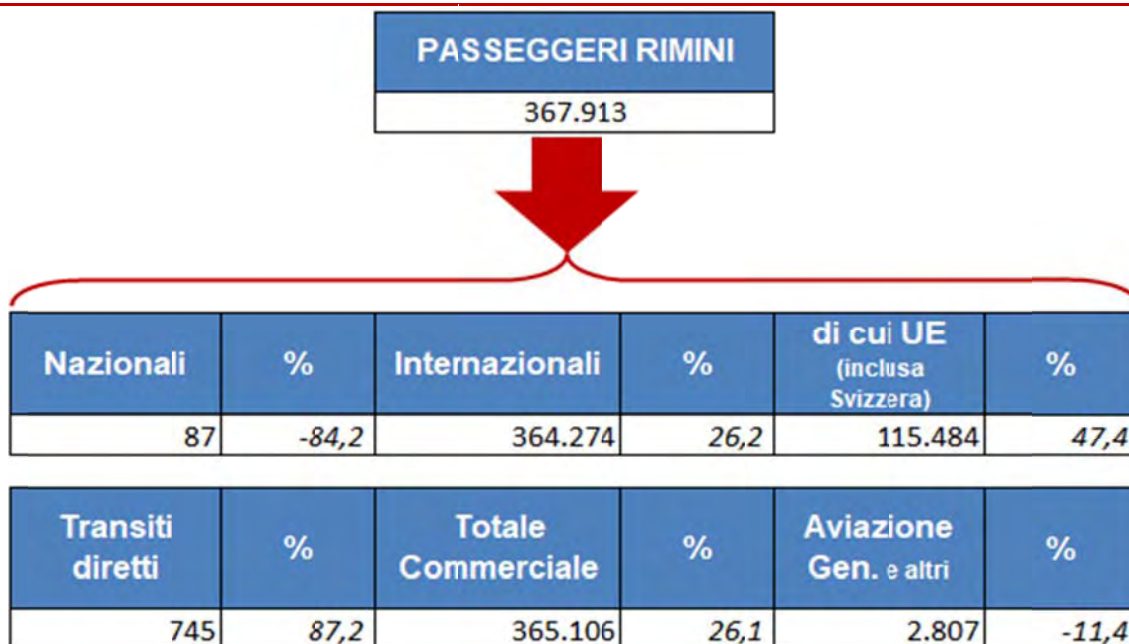 PASSEGGERI RIMINI
367.913
Nazionali % Internazionali % di cui UE (inclusa Svizzera) %
87 -84,2 364.274 26,2 115.484 47,4
Transiti diretti % Totale Commerciale % Aviazione Gen. e altri %
745 87,2 365.106 26,1 2.807 -11,4